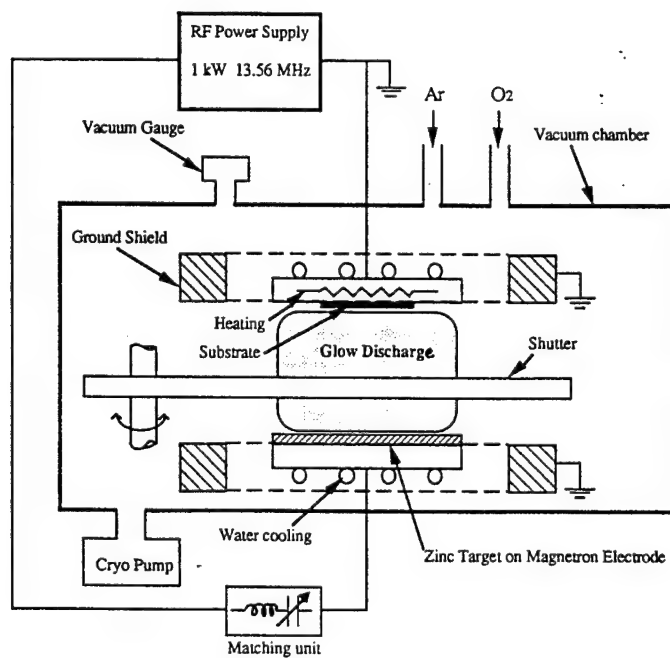 RF Power Supply
1 kW 13.56 MHz
Ar
O2
Vacuum Gauge
Vacuum chamber
Ground Shield
Heating
Substrate
Glow Discharge
Shutter
Water cooling
Zinc Target on Magnetron Electrode
Cryo Pump
Matching unit